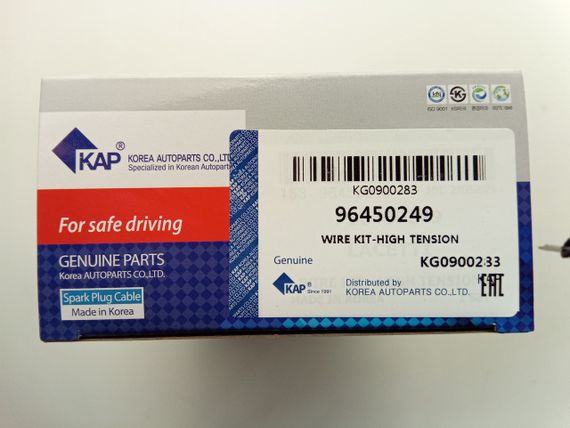 KAP®
KOREA AUTOPARTS CO.,LTD.
Specialized in Korean Autopart
For safe driving
GENUINE PARTS
Korea AUTOPARTS CO.,LTD.
Spark Plug Cable
Made in Korea
ISO 9001
KG0900283
96450249
WIRE KIT-HIGH TENSION
Genuine
KG0900283
KAP®
Since 1991
Distributed by
KOREA AUTOPARTS CO.,LTD.
EAC